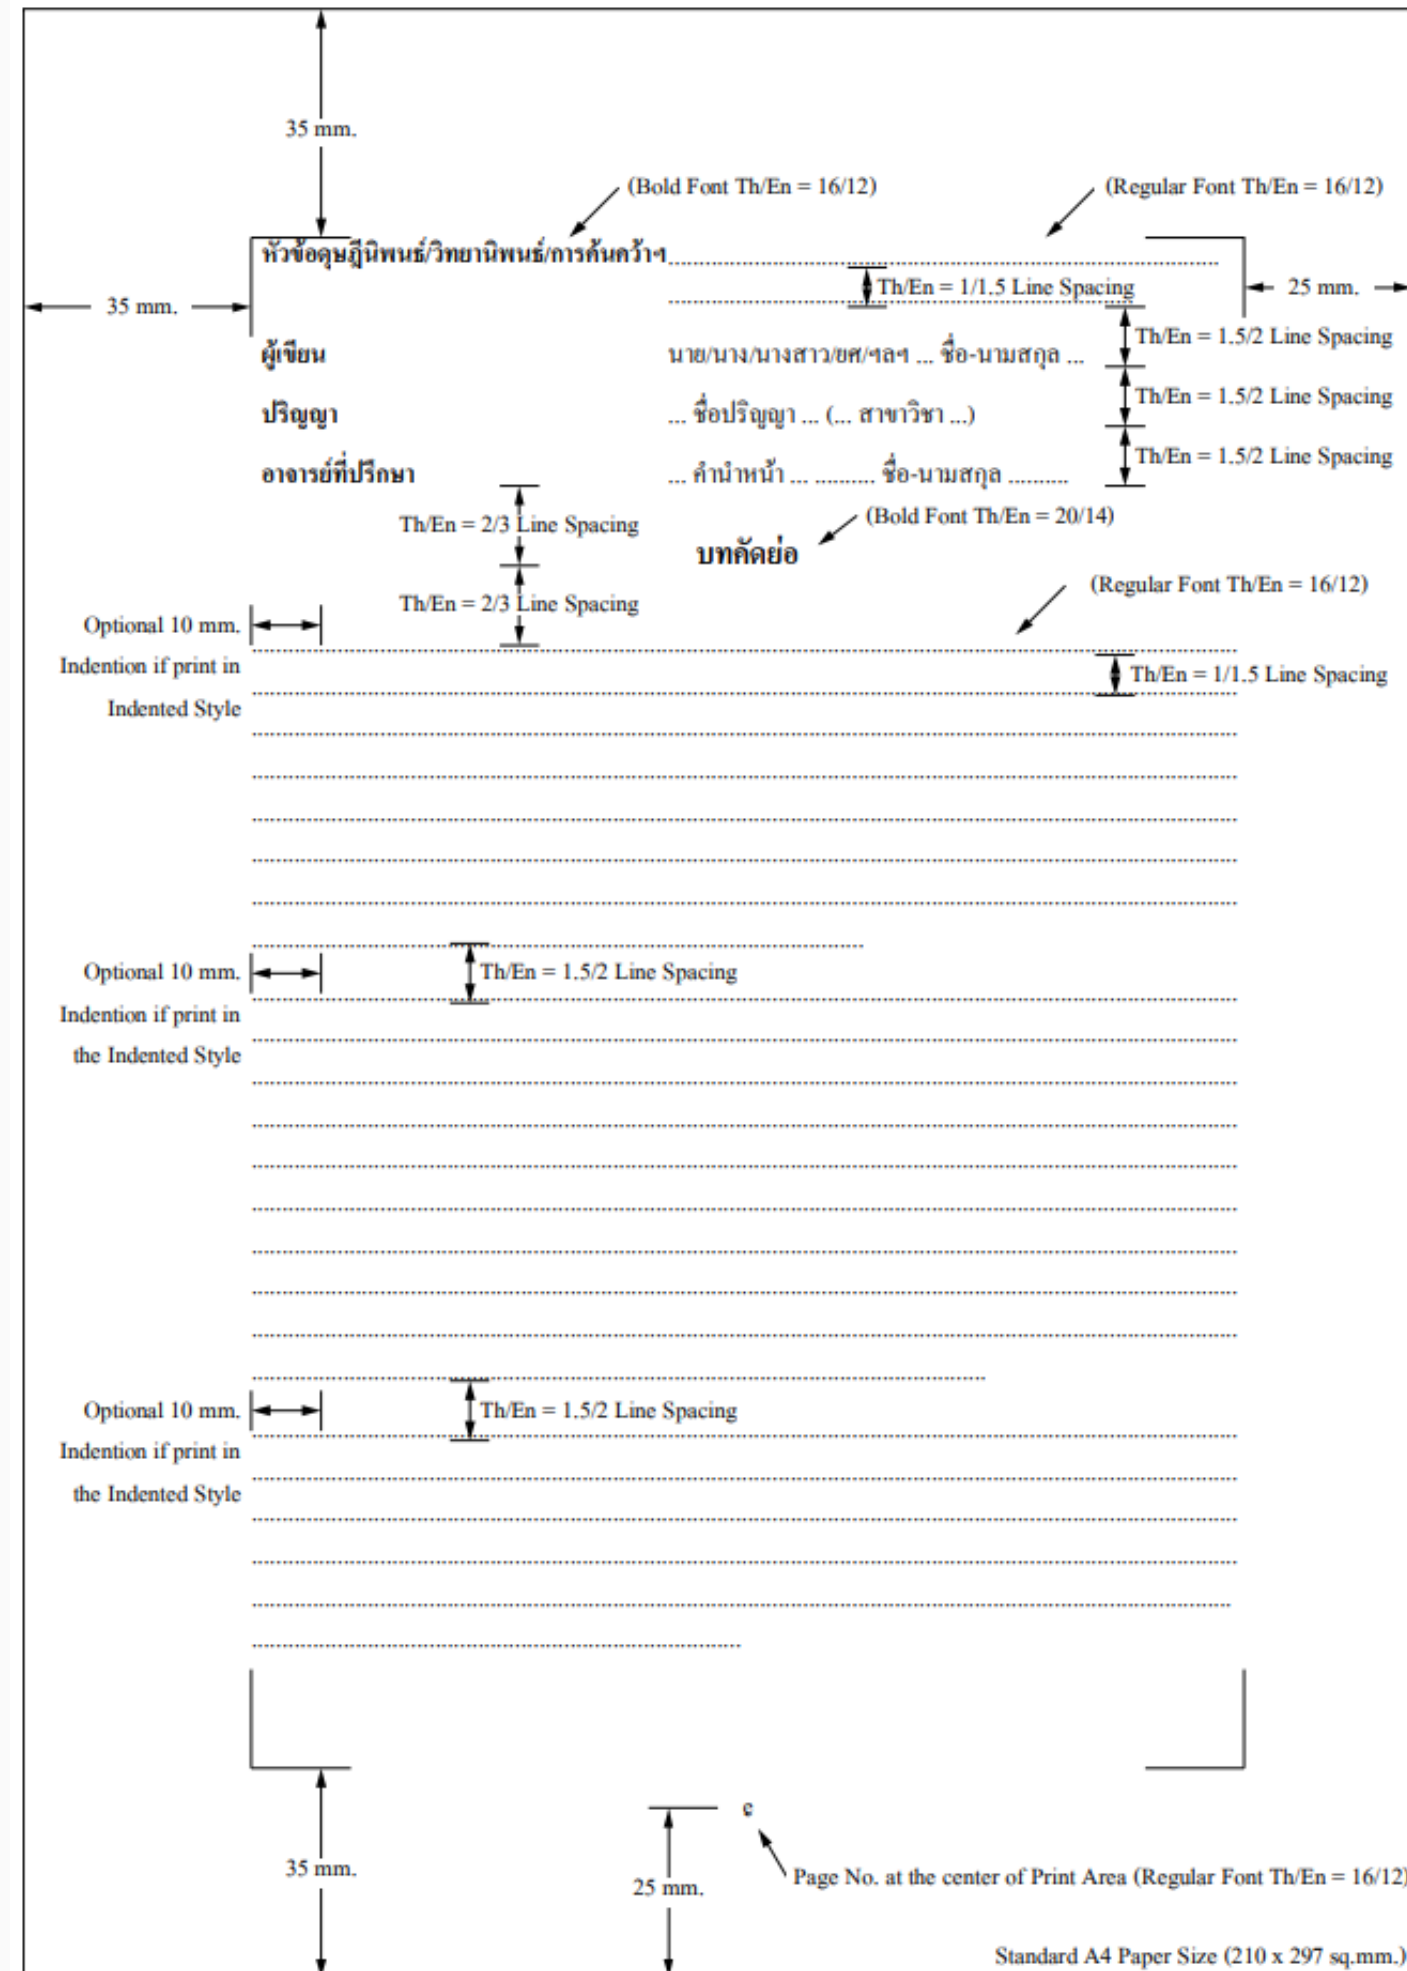 35 mm.
(Bold Font Th/En = 16/12)
(Regular Font Th/En = 16/12)
หัวข้อดุษฎีนิพนธ์/วิทยานิพนธ์/การค้นคว้าฯ
Th/En = 1/1.5 Line Spacing
35 mm.
25 mm.
Th/En = 1.5/2 Line Spacing
ผู้เขียน นาย/นาง/นางสาว/ยศ/ฯลฯ ... ชื่อ-นามสกุล ...
Th/En = 1.5/2 Line Spacing
ปริญญา ... ชื่อปริญญา ... (... สาขาวิชา ...)
Th/En = 1.5/2 Line Spacing
อาจารย์ที่ปรึกษา ... คำนำหน้า ... .......... ชื่อ-นามสกุล ..........
Th/En = 2/3 Line Spacing
(Bold Font Th/En = 20/14)
บทคัดย่อ
Th/En = 2/3 Line Spacing
(Regular Font Th/En = 16/12)
Optional 10 mm.
Indention if print in
Indented Style
Th/En = 1/1.5 Line Spacing
Optional 10 mm.
Indention if print in
the Indented Style
Th/En = 1.5/2 Line Spacing
Optional 10 mm.
Indention if print in
the Indented Style
Th/En = 1.5/2 Line Spacing
35 mm.
25 mm.
Page No. at the center of Print Area (Regular Font Th/En = 16/12)
Standard A4 Paper Size (210 x 297 sq.mm.)